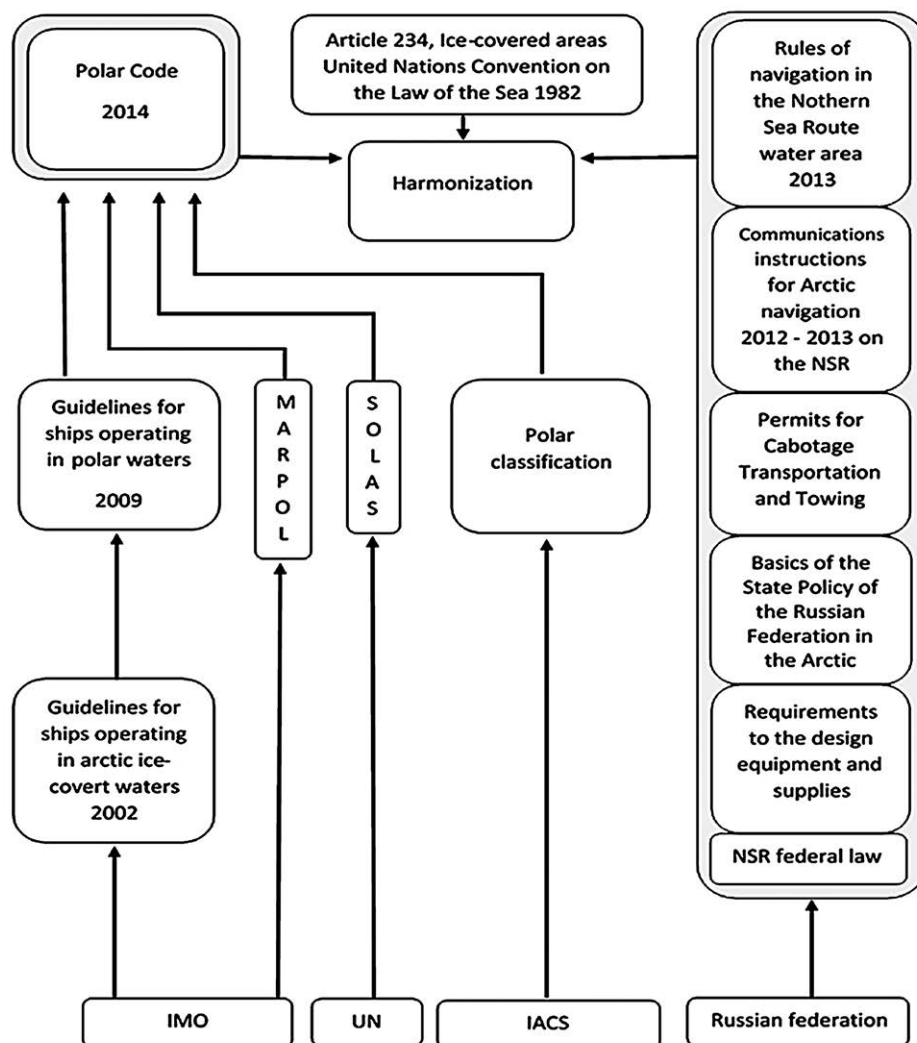 Polar Code
2014
Article 234, Ice-covered areas
United Nations Convention on
the Law of the Sea 1982
Harmonization
Rules of
navigation in
the Nothern
Sea Route
water area
2013
Communications
instructions
for Arctic
navigation
2012 - 2013 on
the NSR
Permits for
Cabotage
Transportation
and Towing
Basics of the
State Policy of
the Russian
Federation in
the Arctic
Requirements
to the design
equipment and
supplies
NSR federal law
Guidelines for
ships operating
in polar waters
2009
MARPOL
SOLAS
Polar
classification
Guidelines for
ships operating
in arctic ice-
covert waters
2002
IMO
UN
IACS
Russian federation